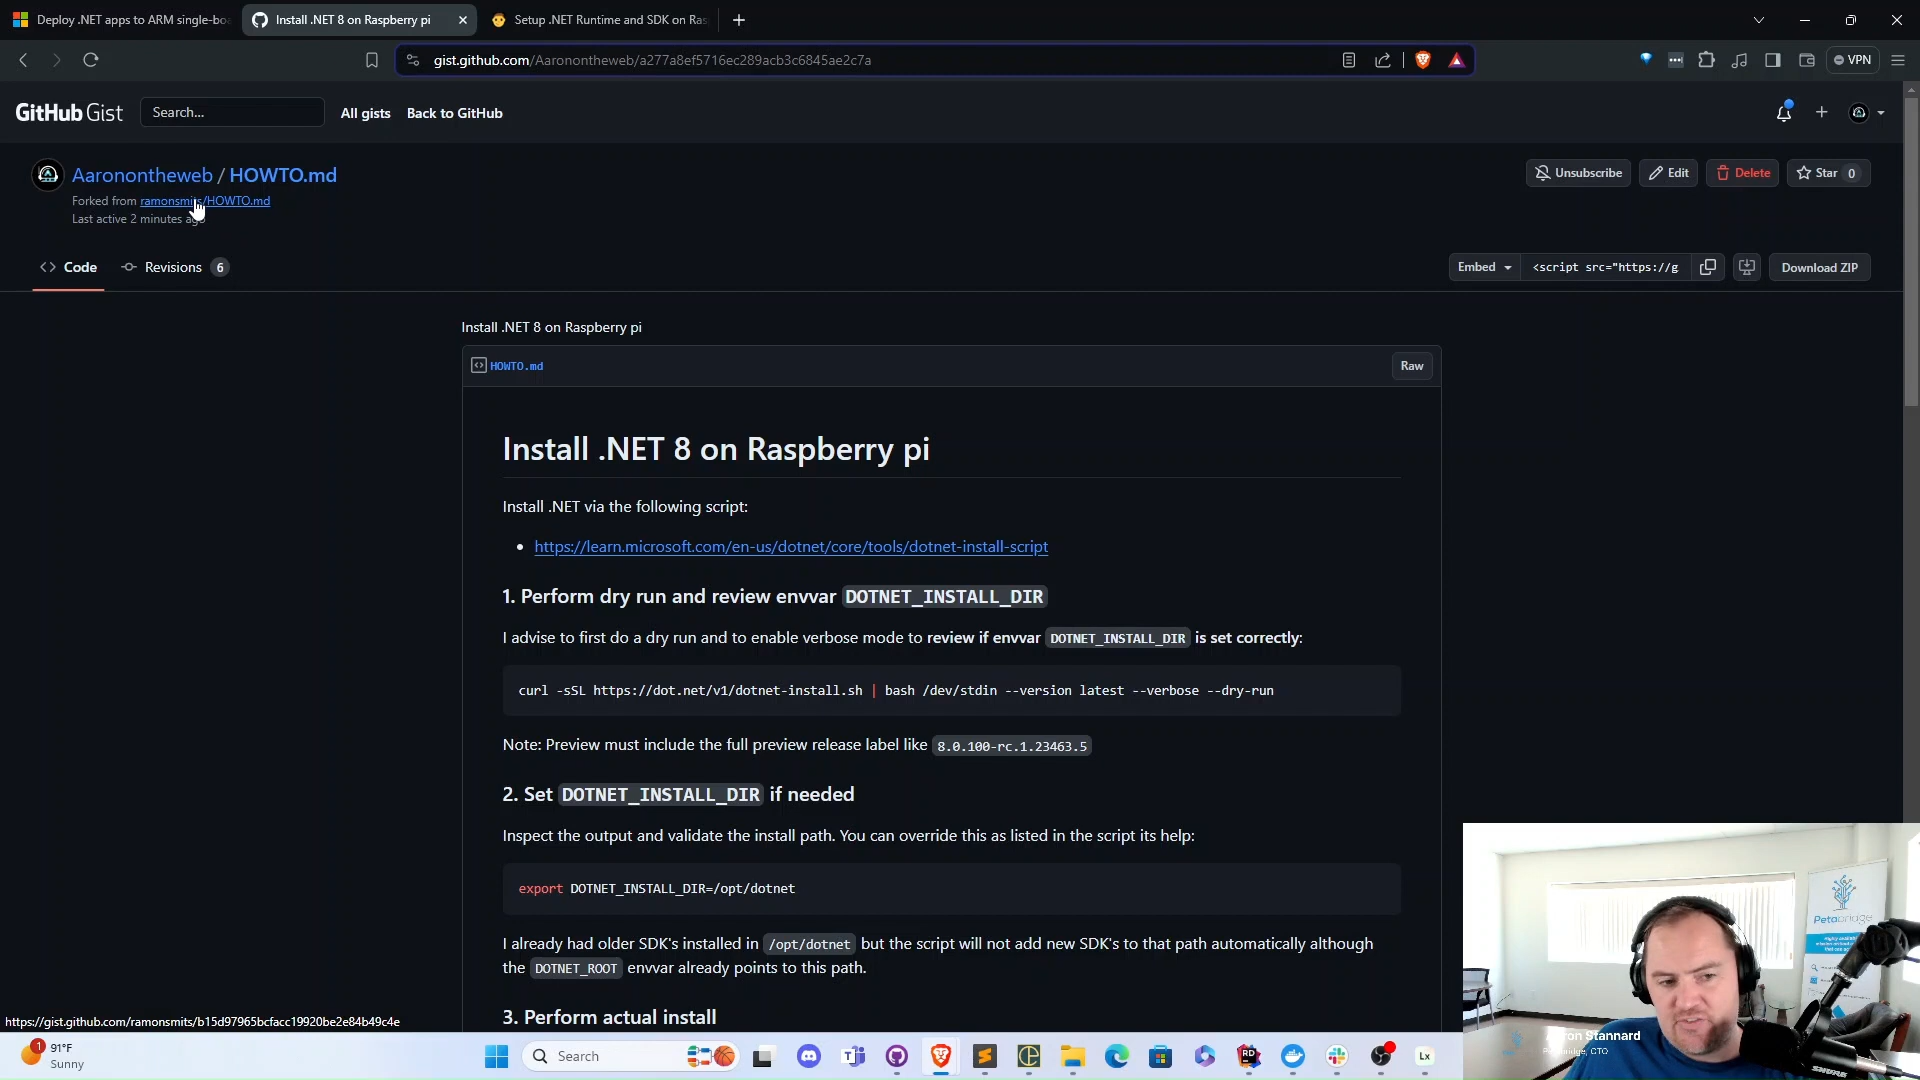 Deploy .NET apps to ARM single-bo
Install .NET 8 on Raspberry pi
Setup .NET Runtime and SDK on Ras
gist.github.com/Aaronontheweb/a277a8ef5716ec289acb3c6845ae2c7a
VPN
GitHub Gist
Search...
All gists
Back to GitHub
Aaronontheweb / HOWTO.md
Forked from ramonsmits/HOWTO.md
Last active 2 minutes ago
Unsubscribe
Edit
Delete
Star 0
Code
Revisions 6
Embed
<script src="https://g
Download ZIP
Install .NET 8 on Raspberry pi
HOWTO.md
Raw
Install .NET 8 on Raspberry pi
Install .NET via the following script:
https://learn.microsoft.com/en-us/dotnet/core/tools/dotnet-install-script
1. Perform dry run and review envvar DOTNET_INSTALL_DIR
I advise to first do a dry run and to enable verbose mode to review if envvar DOTNET_INSTALL_DIR is set correctly:
curl -sSL https://dot.net/v1/dotnet-install.sh | bash /dev/stdin --version latest --verbose --dry-run
Note: Preview must include the full preview release label like 8.0.100-rc.1.23463.5
2. Set DOTNET_INSTALL_DIR if needed
Inspect the output and validate the install path. You can override this as listed in the script its help:
export DOTNET_INSTALL_DIR=/opt/dotnet
I already had older SDK's installed in /opt/dotnet but the script will not add new SDK's to that path automatically although
the DOTNET_ROOT envvar already points to this path.
3. Perform actual install
https://gist.github.com/ramonsmits/b15d97965bcfacc19920be2e84b49c4e
Petabridge
Stannard
CTO
SHURE
1
91°F
Sunny
Search
RD
Lx